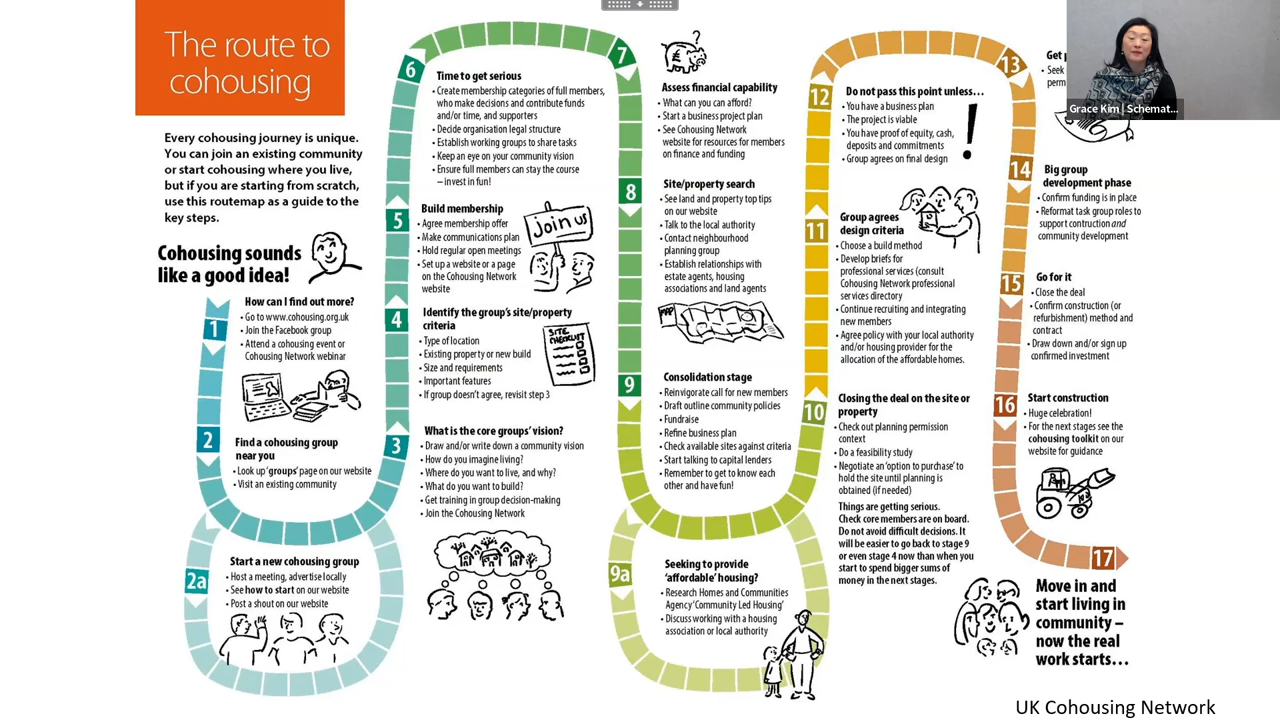 The route to
cohousing
Every cohousing journey is unique.
You can join an existing community
or start cohousing where you live,
but if you are starting from scratch,
use this routemap as a guide to the
key steps.
Cohousing sounds
like a good idea!
1
How can I find out more?
• Go to www.cohousing.org.uk
• Join the Facebook group
• Attend a cohousing event or
Cohousing Network webinar
2
Find a cohousing group
near you
• Look up 'groups' page on our website
• Visit an existing community
2a
Start a new cohousing group
• Host a meeting, advertise locally
• See how to start on our website
• Post a shout on our website
3
What is the core groups' vision?
• Draw and/or write down a community vision
• How do you imagine living?
• Where do you want to live, and why?
• What do you want to build?
• Get training in group decision-making
• Join the Cohousing Network
4
Identify the group's site/property
criteria
• Type of location
• Existing property or new build
• Size and requirements
• Important features
• If group doesn't agree, revisit step 3
SITE
CHECKLIST
5
Build membership
• Agree membership offer
• Make communications plan
• Hold regular open meetings
• Set up a website or a page
on the Cohousing Network
website
Join us
6
Time to get serious
• Create membership categories of full members,
who make decisions and contribute funds
and/or time, and supporters
• Decide organisation legal structure
• Establish working groups to share tasks
• Keep an eye on your community vision
• Ensure full members can stay the course
– invest in fun!
7
?
Assess financial capability
• What can you can afford?
• Start a business project plan
• See Cohousing Network
website for resources for members
on finance and funding
8
Site/property search
• See land and property top tips
on our website
• Talk to the local authority
• Contact neighbourhood
planning group
• Establish relationships with
estate agents, housing
associations and land agents
MAP
9
Consolidation stage
• Reinvigorate call for new members
• Draft outline community policies
• Fundraise
• Refine business plan
• Check available sites against criteria
• Start talking to capital lenders
• Remember to get to know each
other and have fun!
9a
Seeking to provide
'affordable' housing?
• Research Homes and Communities
Agency 'Community Led Housing'
• Discuss working with a housing
association or local authority
10
Closing the deal on the site or
property
• Check out planning permission
context
• Do a feasibility study
• Negotiate an 'option to purchase' to
hold the site until planning is
obtained (if needed)
Things are getting serious.
Check core members are on board.
Do not avoid difficult decisions. It
will be easier to go back to stage 9
or even stage 4 now than when you
start to spend bigger sums of
money in the next stages.
11
Group agrees
design criteria
• Choose a build method
• Develop briefs for
professional services (consult
Cohousing Network professional
services directory
• Continue recruiting and integrating
new members
• Agree policy with your local authority
and/or housing provider for the
allocation of the affordable homes.
12
Do not pass this point unless…
• You have a business plan
• The project is viable
• You have proof of equity, cash,
deposits and commitments
• Group agrees on final design
!
13
Get p
• Seek
perm
Grace Kim | Schemat...
14
Big group
development phase
• Confirm funding is in place
• Reformat task group roles to
support contruction and
community development
15
Go for it
• Close the deal
• Confirm construction (or
refurbishment) method and
contract
• Draw down and/or sign up
confirmed investment
16
Start construction
• Huge celebration!
• For the next stages see the
cohousing toolkit on our
website for guidance
17
Move in and
start living in
community –
now the real
work starts…
UK Cohousing Network